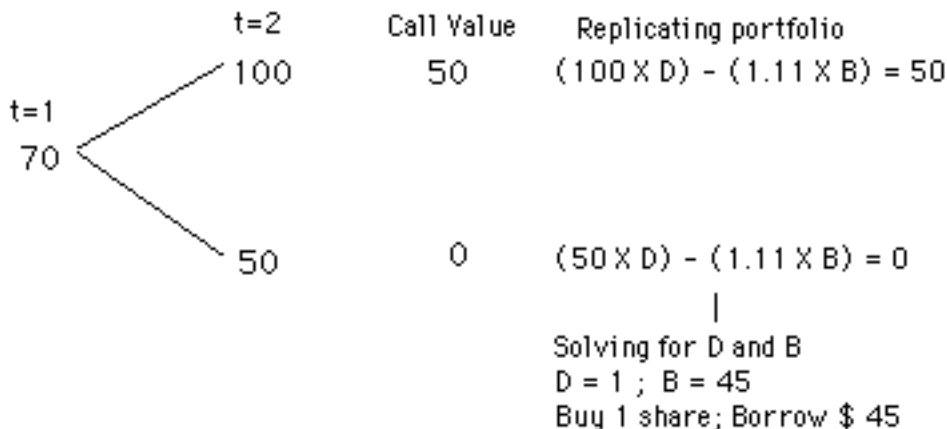 t=2 Call Value Replicating portfolio
100 50 (100 X D) - (1.11 X B) = 50
t=1
70
50 0 (50 X D) - (1.11 X B) = 0
Solving for D and B
D = 1 ; B = 45
Buy 1 share; Borrow $ 45